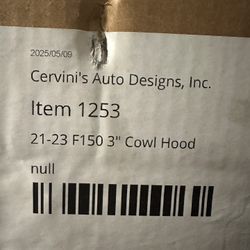 2025/05/09
Cervini's Auto Designs, Inc.
Item 1253
21-23 F150 3" Cowl Hood
null